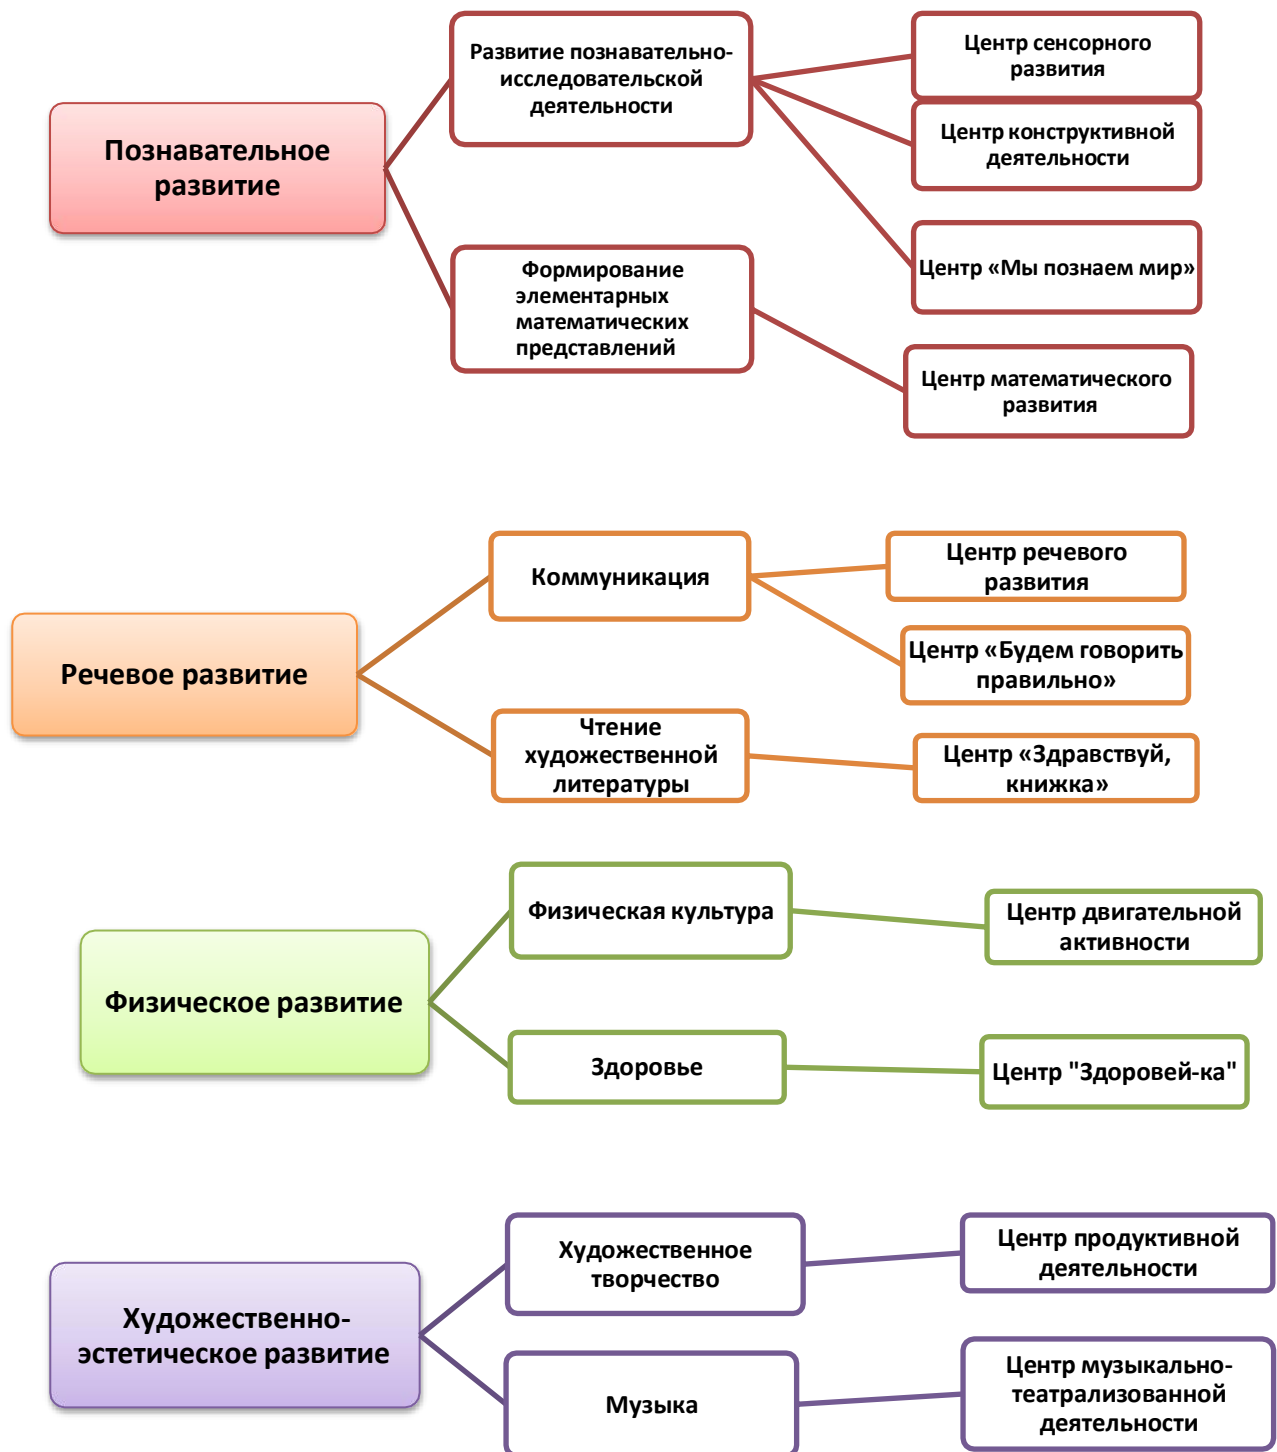 Познавательное
развитие
Развитие познавательно-
исследовательской
деятельности
Центр сенсорного
развития
Центр конструктивной
деятельности
Центр «Мы познаем мир»
Формирование
элементарных
математических
представлений
Центр математического
развития
Речевое развитие
Коммуникация
Центр речевого
развития
Центр «Будем говорить
правильно»
Чтение
художественной
литературы
Центр «Здравствуй,
книжка»
Физическое развитие
Физическая культура
Центр двигательной
активности
Здоровье
Центр "Здоровей-ка"
Художественно-
эстетическое развитие
Художественное
творчество
Центр продуктивной
деятельности
Музыка
Центр музыкально-
театрализованной
деятельности